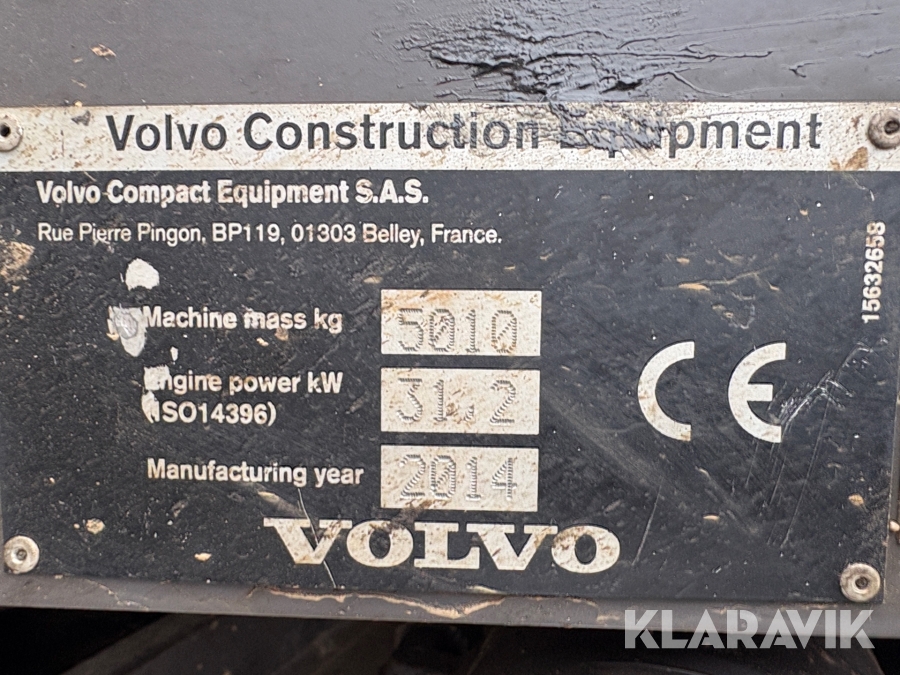 Volvo Construction Equipment
Volvo Compact Equipment S.A.S.
Rue Pierre Pingon, BP119, 01303 Belley, France.
15632658
Machine mass kg 5010
Engine power kW 31.2
(ISO14396)
Manufacturing year 2014
CE
VOLVO
KLARAVIK